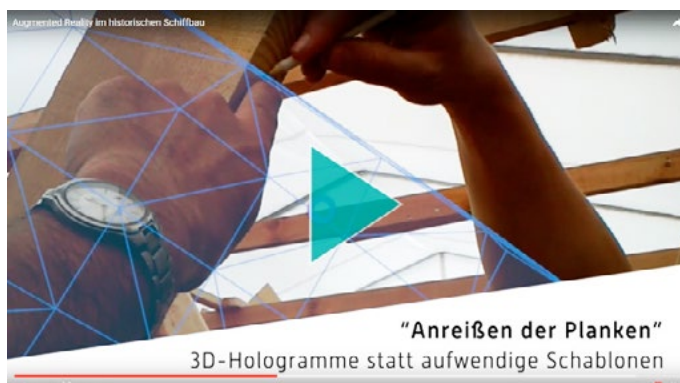 Augmented Reality im historischen Schiffbau
“Anreißen der Planken”
3D-Hologramme statt aufwendige Schablonen